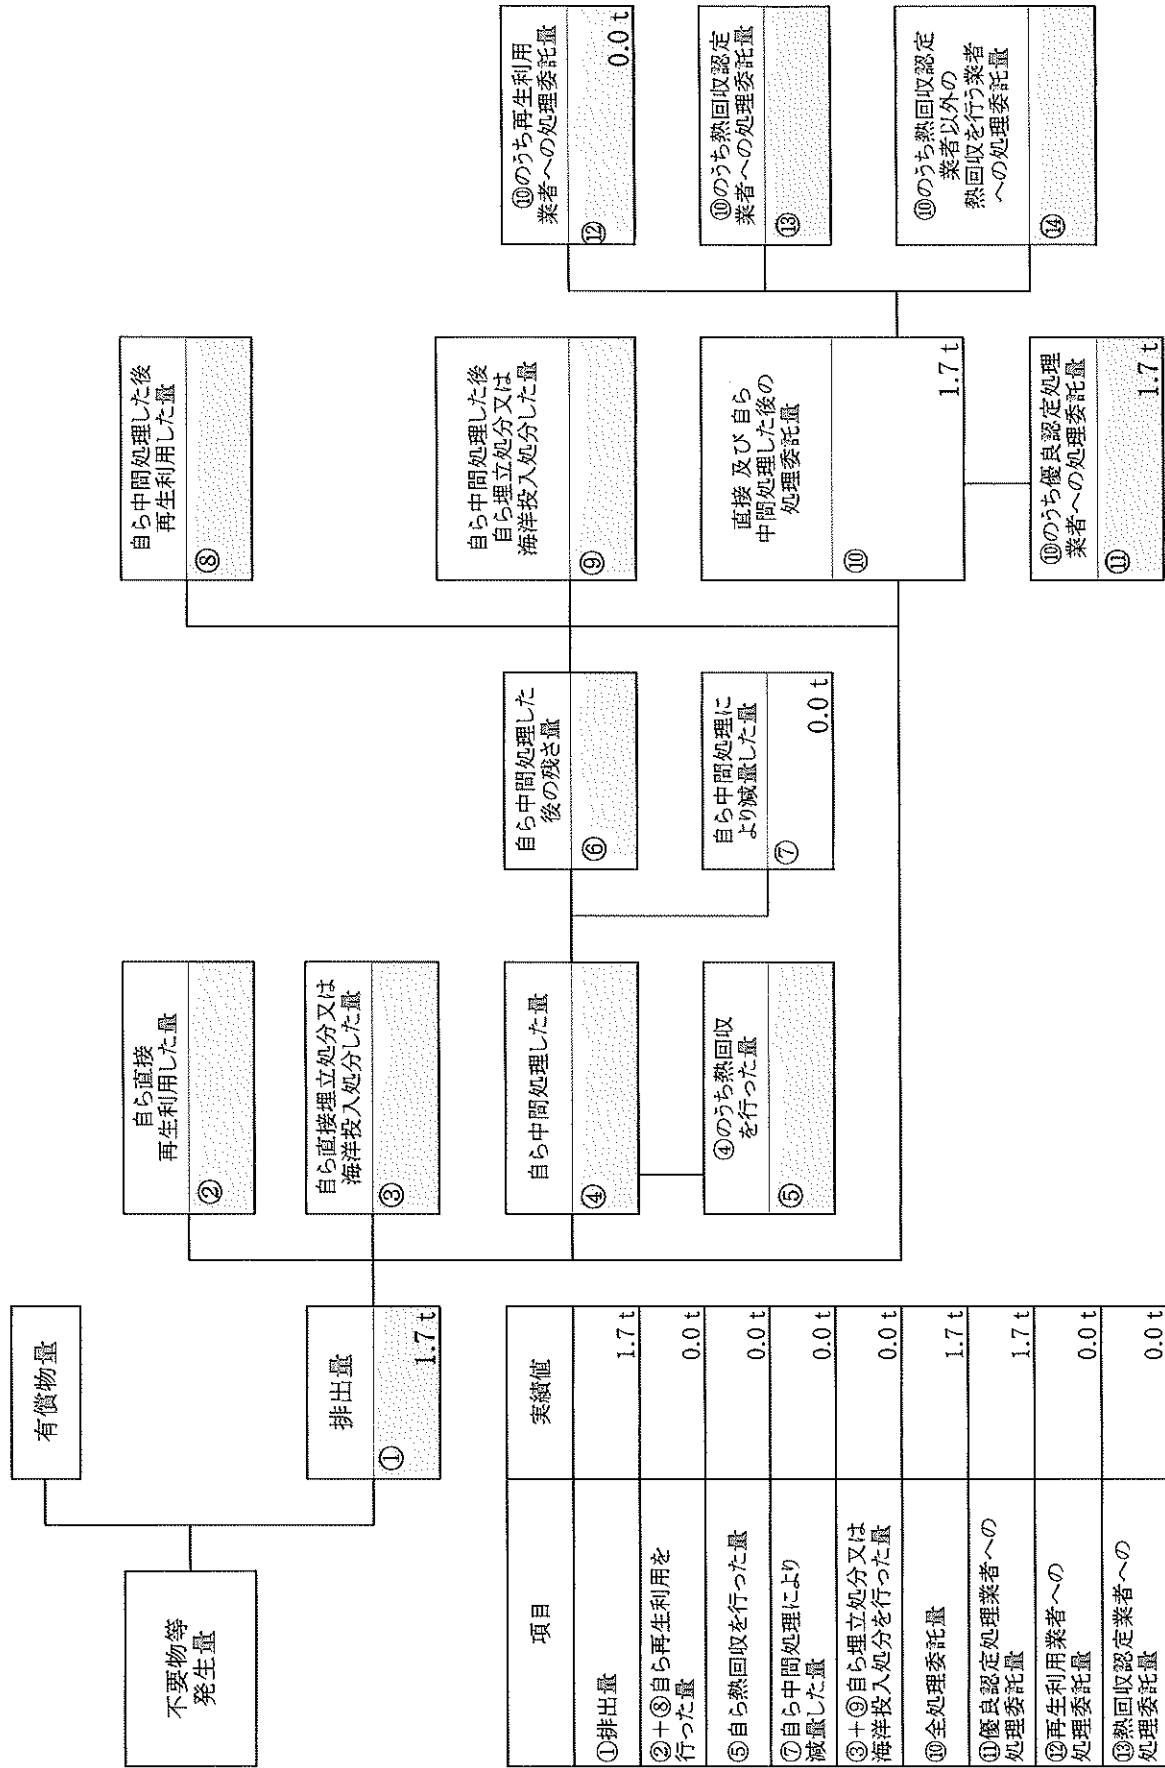 不要物等
発生量
有償物量
排出量
①
1.7 t
自ら直接
再生利用した量
②
自ら直接埋立処分又は
海洋投入処分した量
③
自ら中間処理した量
④
④のうち熱回収
を行った量
⑤
自ら中間処理した
後の残さ量
⑥
自ら中間処理に
より減量した量
⑦
0.0 t
自ら中間処理した後
再生利用した量
⑧
自ら中間処理した後
自ら埋立処分又は
海洋投入処分した量
⑨
直接 及び 自ら
中間処理した後の
処理委託量
⑩
1.7 t
⑩のうち優良認定処理
業者への処理委託量
⑪
1.7 t
⑩のうち再生利用
業者への処理委託量
⑫
0.0 t
⑩のうち熱回収認定
業者への処理委託量
⑬
⑩のうち熱回収認定
業者以外の
熱回収を行う業者
への処理委託量
⑭
項目 実績値
①排出量 1.7 t
②+⑧自ら再生利用を
行った量 0.0 t
⑤自ら熱回収を行った量 0.0 t
⑦自ら中間処理により
減量した量 0.0 t
③+⑨自ら埋立処分又は
海洋投入処分を行った量 0.0 t
⑩全処理委託量 1.7 t
⑪優良認定処理業者への
処理委託量 1.7 t
⑫再生利用業者への
処理委託量 0.0 t
⑬熱回収認定業者への
処理委託量 0.0 t